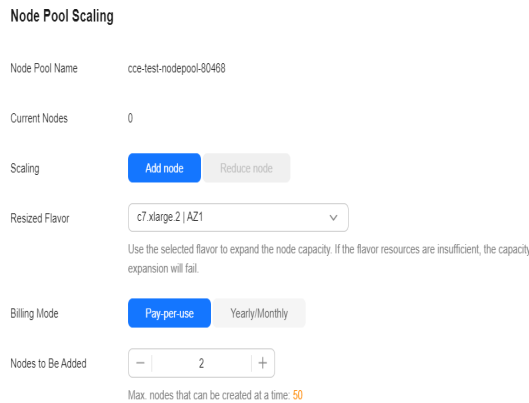 Node Pool Scaling
Node Pool Name cce-test-nodepool-80468
Current Nodes 0
Scaling Add node Reduce node
Resized Flavor c7.xlarge.2 | AZ1
Use the selected flavor to expand the node capacity. If the flavor resources are insufficient, the capacity
expansion will fail.
Billing Mode Pay-per-use Yearly/Monthly
Nodes to Be Added − 2 +
Max. nodes that can be created at a time: 50